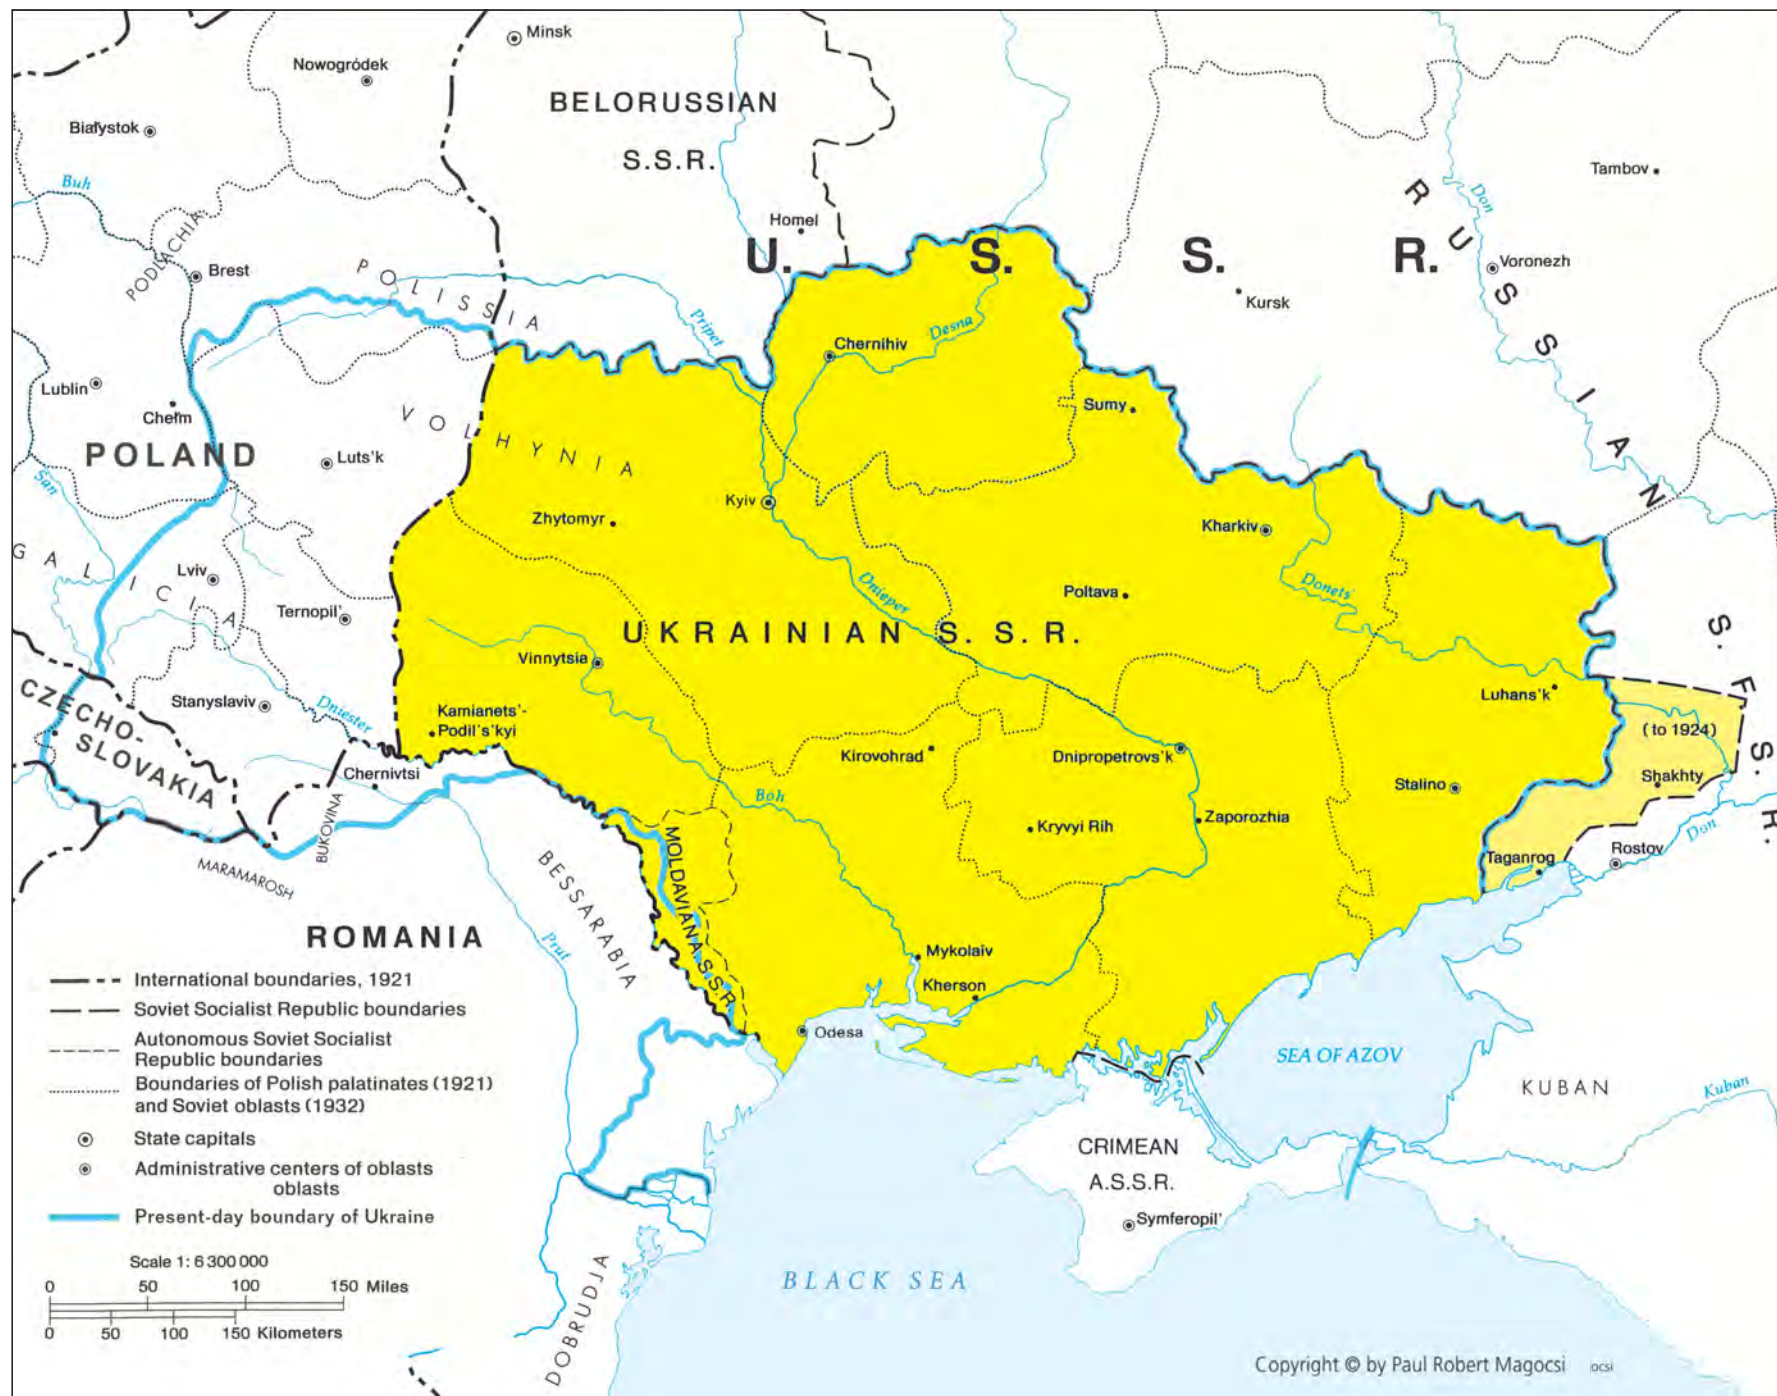 Minsk
Nowogródek
BELORUSSIAN
S.S.R.
Białystok
Tambov
Buh
Don
RUSSIAN S.F.S.R.
Homel
U. S. S. R.
PODLACHIA
Brest
POLISSIA
Voronezh
Kursk
Pripet
Desna
Chernihiv
Lublin
Chełm
Sumy
VOLHYNIA
POLAND
Luts'k
San
Kyiv
Zhytomyr
Kharkiv
GALICIA
Lviv
Ternopil'
Dnieper
Donets'
Poltava
UKRAINIAN S. S. R.
Vinnytsia
CZECHO-
SLOVAKIA
Stanyslaviv
Dniester
Kamianets'-
Podil's'kyi
Luhans'k
(to 1924)
Kirovohrad
Dnipropetrovs'k
Chernivtsi
Shakhty
Stalino
Boh
BUKOVINA
Kryvyi Rih
Zaporozhia
Don
MARAMAROSH
BESSARABIA
MOLDAVIAN A.S.S.R.
Taganrog
Rostov
ROMANIA
Prut
Mykolaïv
Kherson
Odesa
SEA OF AZOV
KUBAN
Kuban
CRIMEAN
A.S.S.R.
Symferopil'
BLACK SEA
DOBRUDJA
International boundaries, 1921
Soviet Socialist Republic boundaries
Autonomous Soviet Socialist
Republic boundaries
Boundaries of Polish palatinates (1921)
and Soviet oblasts (1932)
State capitals
Administrative centers of oblasts
oblasts
Present-day boundary of Ukraine
Scale 1: 6 300 000
0 50 100 150 Miles
0 50 100 150 Kilometers
Copyright © by Paul Robert Magocsi ocsi